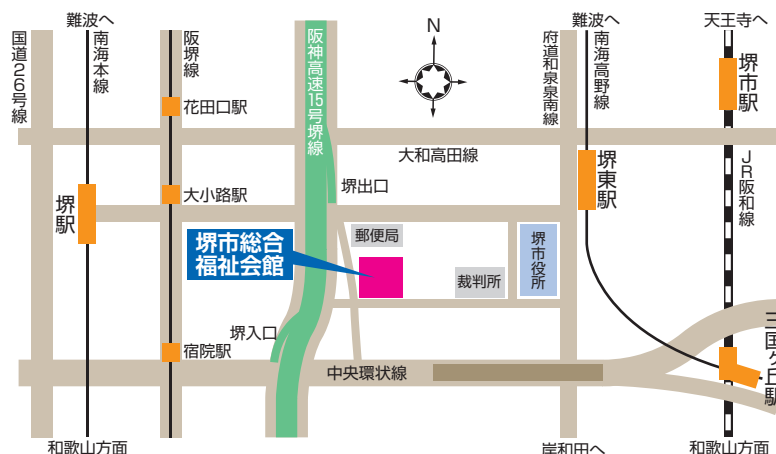 難波へ
難波へ
天王寺へ
国道26号線
南海本線
阪堺線
阪神高速15号堺線
N
府道和泉泉南線
南海高野線
堺市駅
花田口駅
大和高田線
JR阪和線
堺駅
大小路駅
堺出口
堺東駅
堺市総合
福祉会館
郵便局
裁判所
堺市役所
堺入口
宿院駅
中央環状線
三国ヶ丘駅
和歌山方面
岸和田へ
和歌山方面